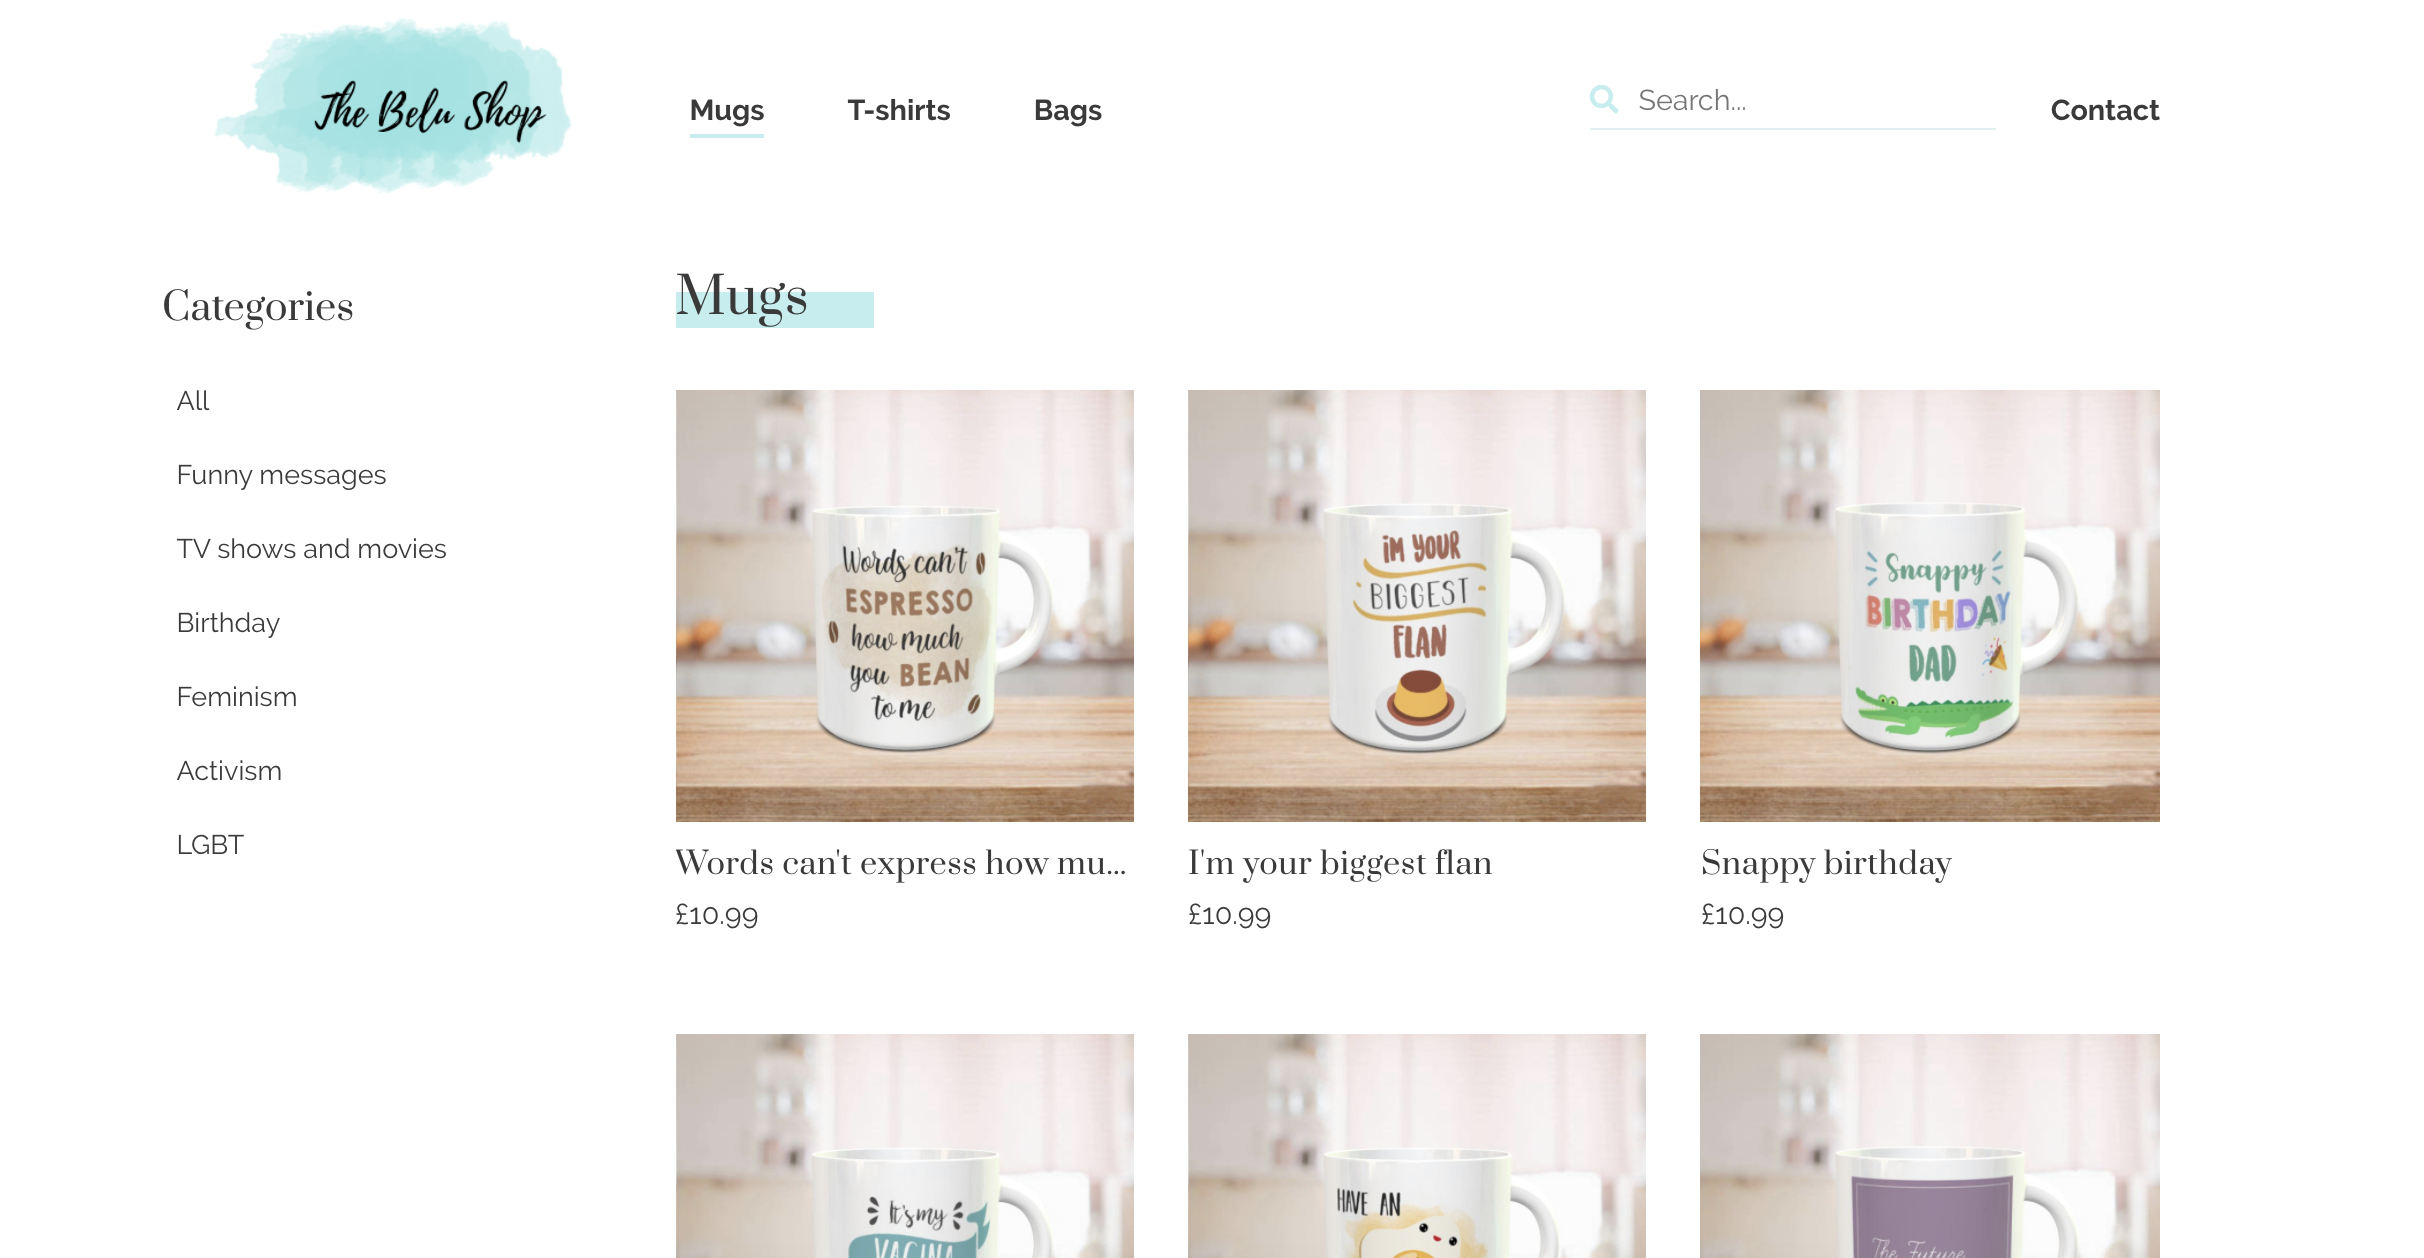 The Belu Shop
Mugs
T-shirts
Bags
Search...
Contact
Categories
All
Funny messages
TV shows and movies
Birthday
Feminism
Activism
LGBT
Mugs
Words can't
ESPRESSO
how much
you BEAN
to me
Words can't express how mu...
£10.99
iM YOUR
BIGGEST
FLAN
I'm your biggest flan
£10.99
Snappy
BIRTHDAY
DAD
Snappy birthday
£10.99
It's my
VAGINA
HAVE AN
The Future